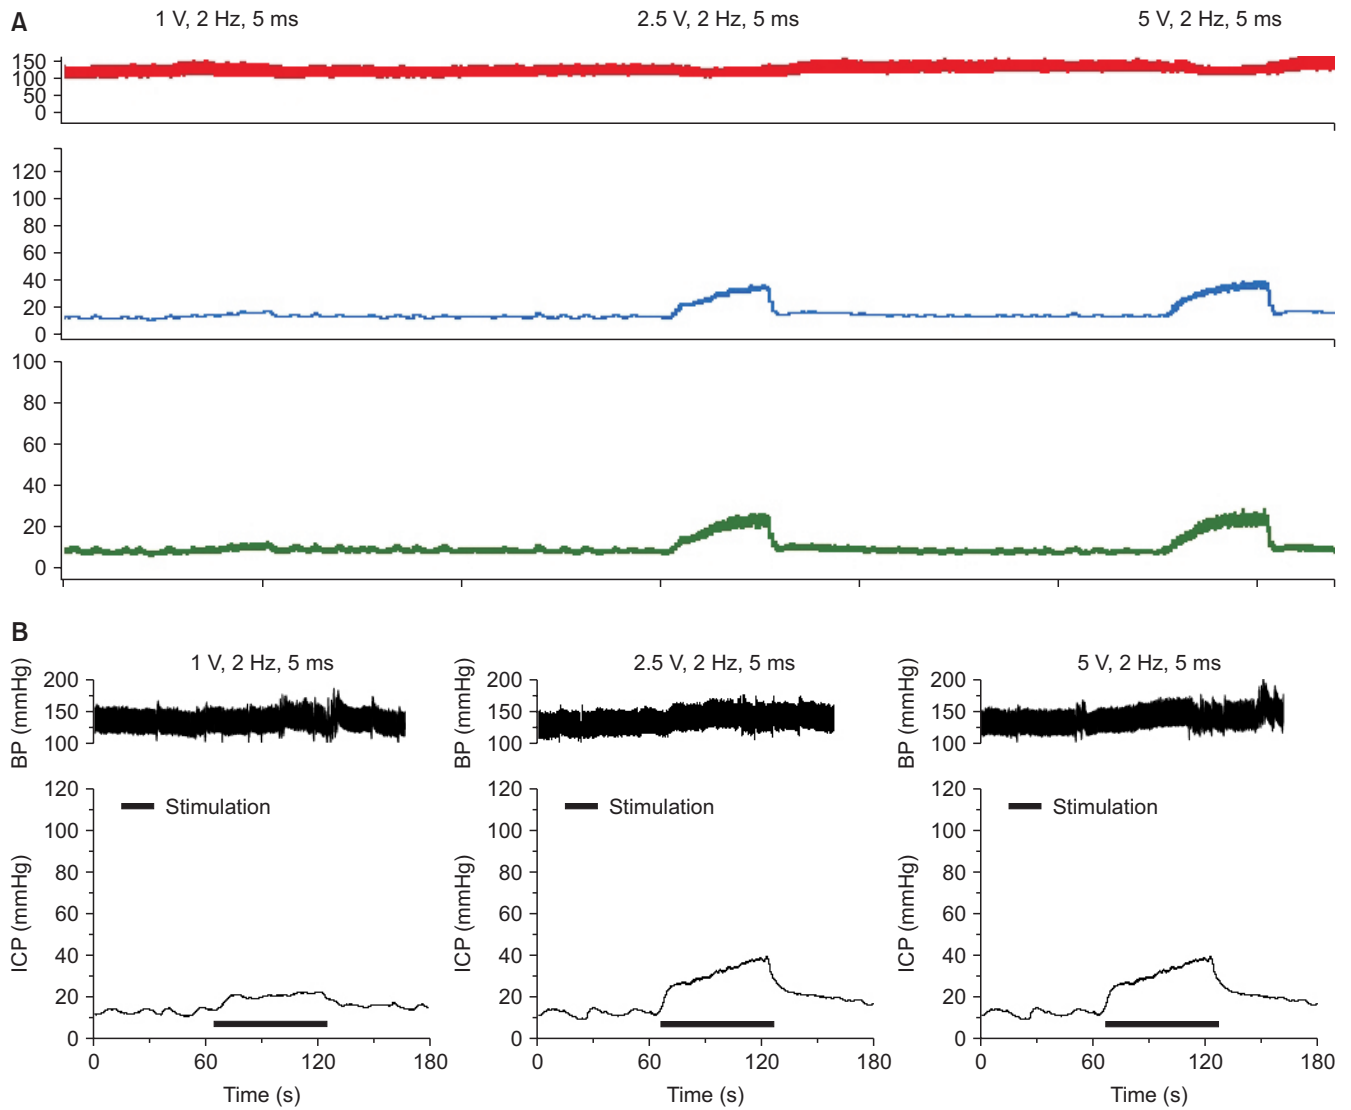 A
1 V, 2 Hz, 5 ms 2.5 V, 2 Hz, 5 ms 5 V, 2 Hz, 5 ms
150
100
50
0
120
100
80
60
40
20
0
100
80
60
40
20
0
B
1 V, 2 Hz, 5 ms
BP (mmHg)
200
150
100
ICP (mmHg)
120
100
80
60
40
20
0
Stimulation
0 60 120 180
Time (s)
2.5 V, 2 Hz, 5 ms
BP (mmHg)
200
150
100
ICP (mmHg)
120
100
80
60
40
20
0
Stimulation
0 60 120 180
Time (s)
5 V, 2 Hz, 5 ms
BP (mmHg)
200
150
100
ICP (mmHg)
120
100
80
60
40
20
0
Stimulation
0 60 120 180
Time (s)